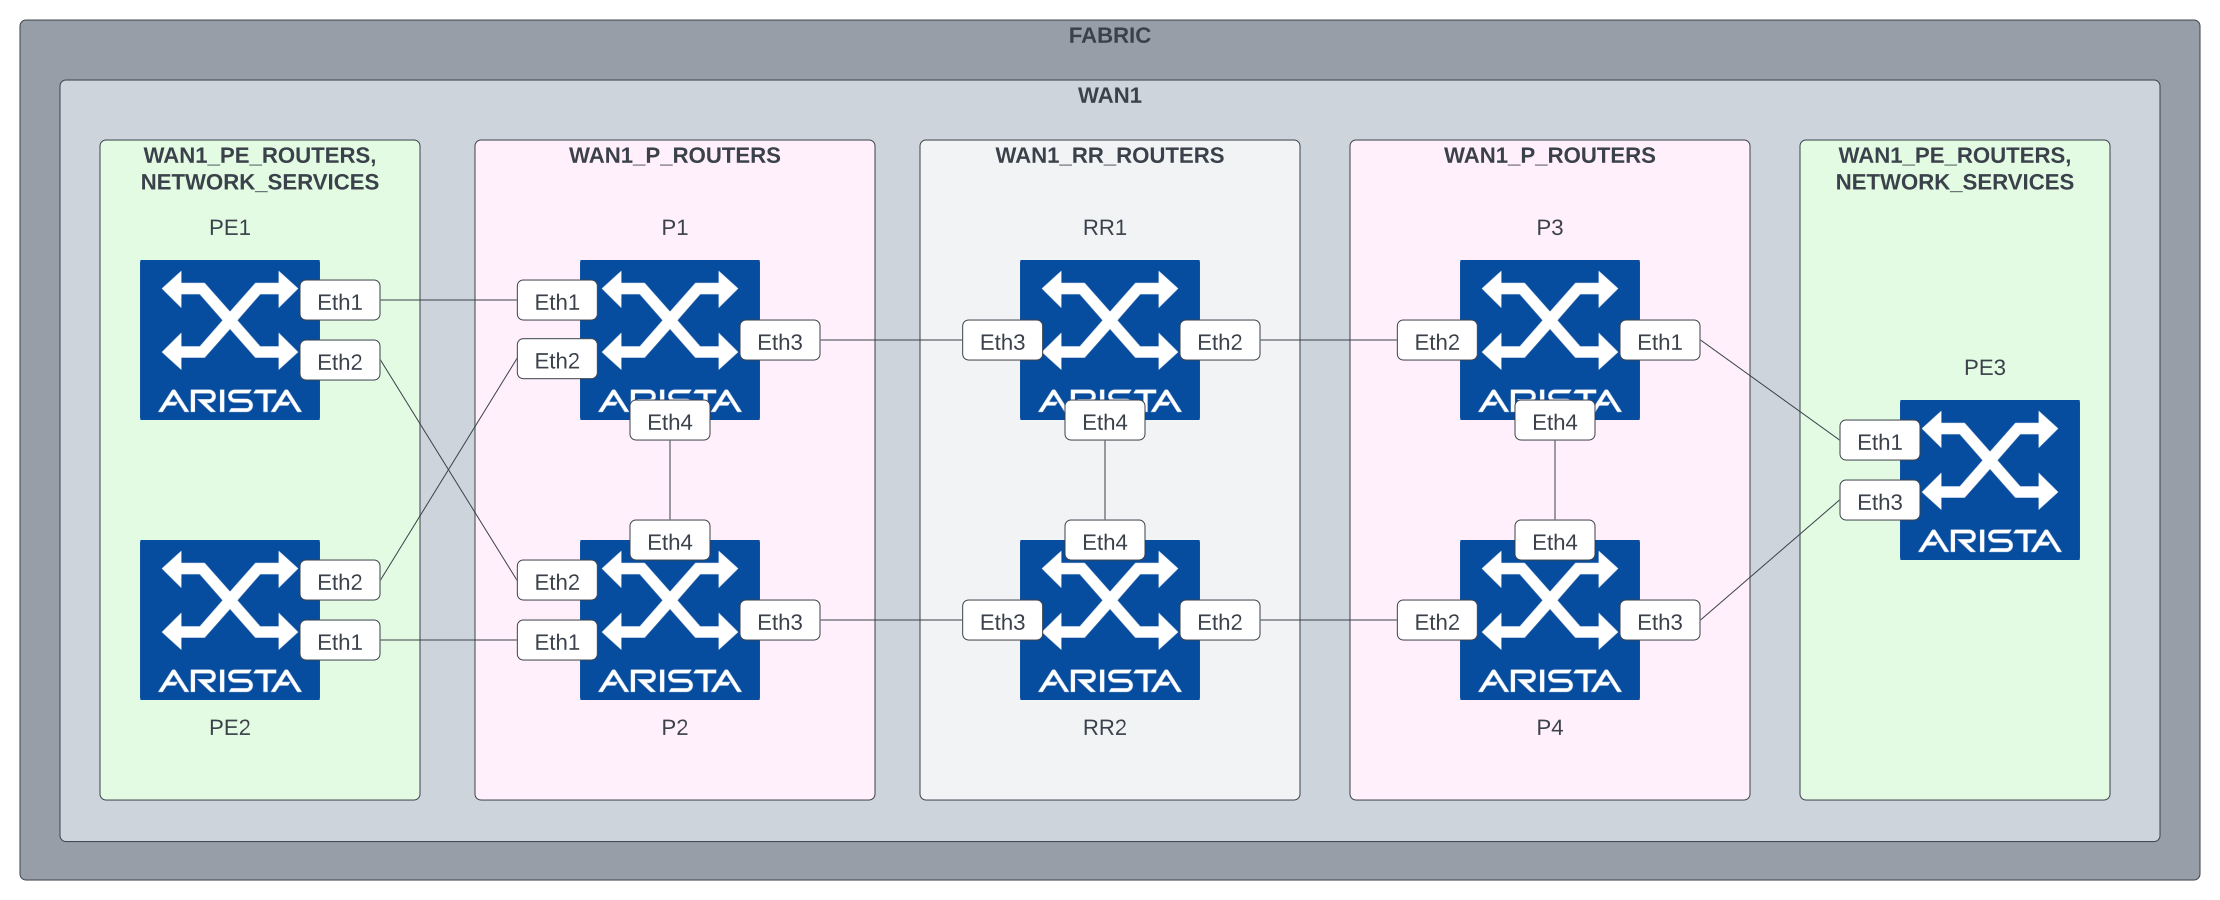 FABRIC
WAN1
WAN1_PE_ROUTERS,
NETWORK_SERVICES
PE1
Eth1
Eth2
ARISTA
Eth2
Eth1
ARISTA
PE2
WAN1_P_ROUTERS
P1
Eth1
Eth2
Eth3
ARISTA
Eth4
Eth4
Eth2
Eth1
Eth3
ARISTA
P2
WAN1_RR_ROUTERS
RR1
Eth3
Eth2
ARISTA
Eth4
Eth4
Eth3
Eth2
ARISTA
RR2
WAN1_P_ROUTERS
P3
Eth2
Eth1
ARISTA
Eth4
Eth4
Eth2
Eth3
ARISTA
P4
WAN1_PE_ROUTERS,
NETWORK_SERVICES
PE3
Eth1
Eth3
ARISTA